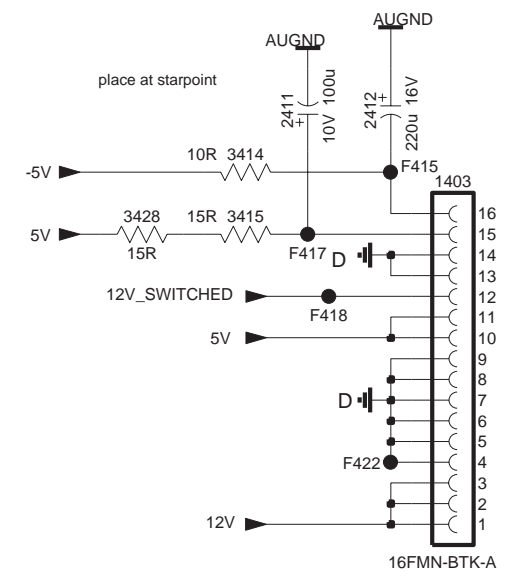 AUGND
AUGND
place at starpoint
2411
10V 100u
+
2412
220u 16V
+
10R 3414
F415
-5V
1403
16
3428
15R 3415
5V
15
15R
F417
D
14
13
12V_SWITCHED
12
F418
11
5V
10
9
8
D
7
6
5
F422
4
3
2
12V
1
16FMN-BTK-A